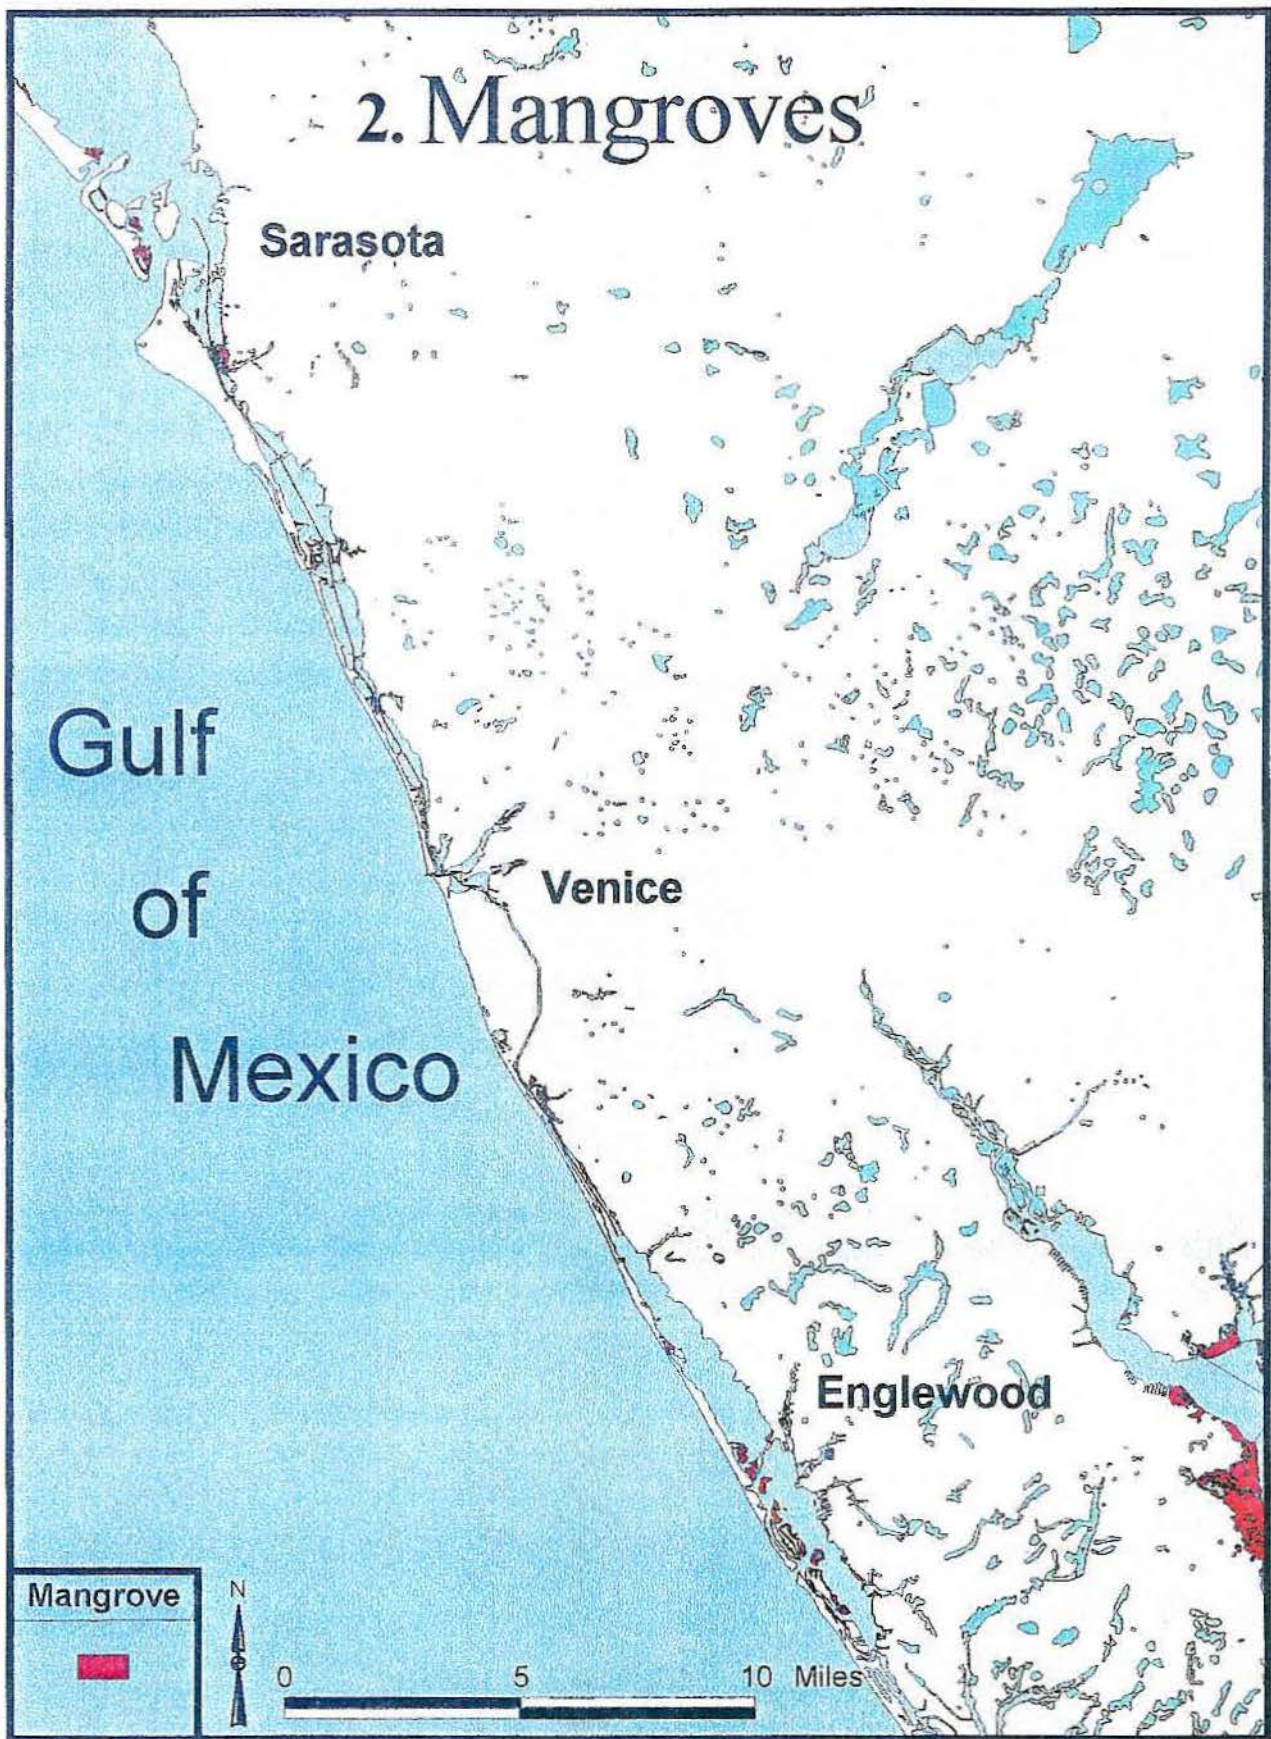 2. Mangroves
Sarasota
Gulf
of
Mexico
Venice
Englewood
Mangrove
N
0 5 10 Miles